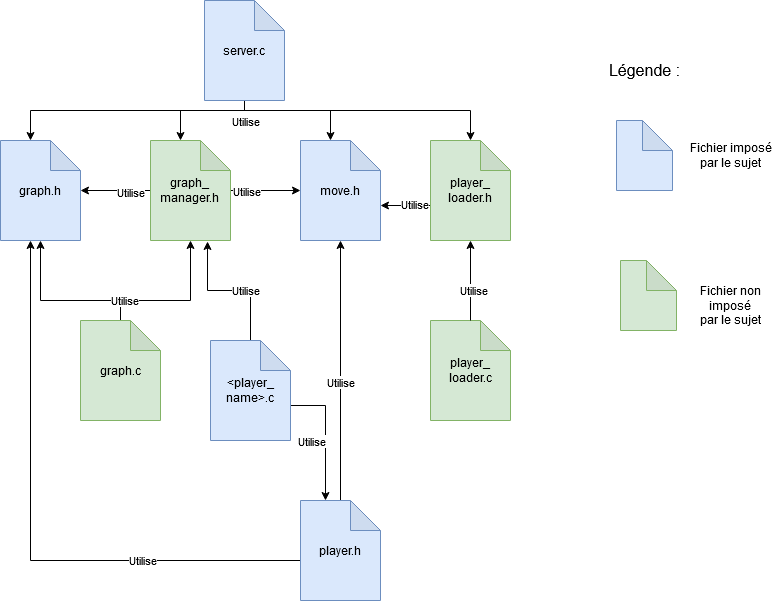 server.c
Légende :
Utilise
graph.h
graph_
manager.h
move.h
player_
loader.h
Fichier imposé
par le sujet
Utilise
Utilise
Utilise
Utilise
Utilise
Utilise
Fichier non
imposé
par le sujet
graph.c
<player_
name>.c
Utilise
player_
loader.c
Utilise
player.h
Utilise